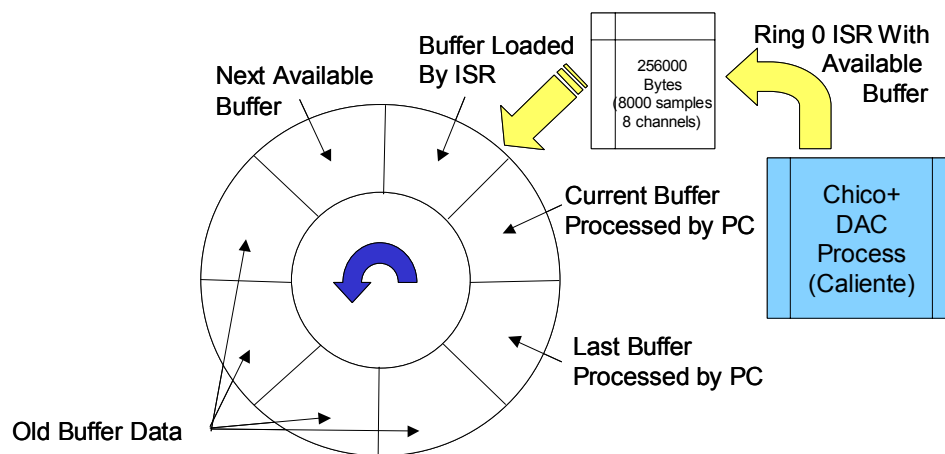 Next Available
Buffer
Buffer Loaded
By ISR
256000
Bytes
(8000 samples
8 channels)
Ring 0 ISR With
Available
Buffer
Current Buffer
Processed by PC
Chico+
DAC
Process
(Caliente)
Last Buffer
Processed by PC
Old Buffer Data